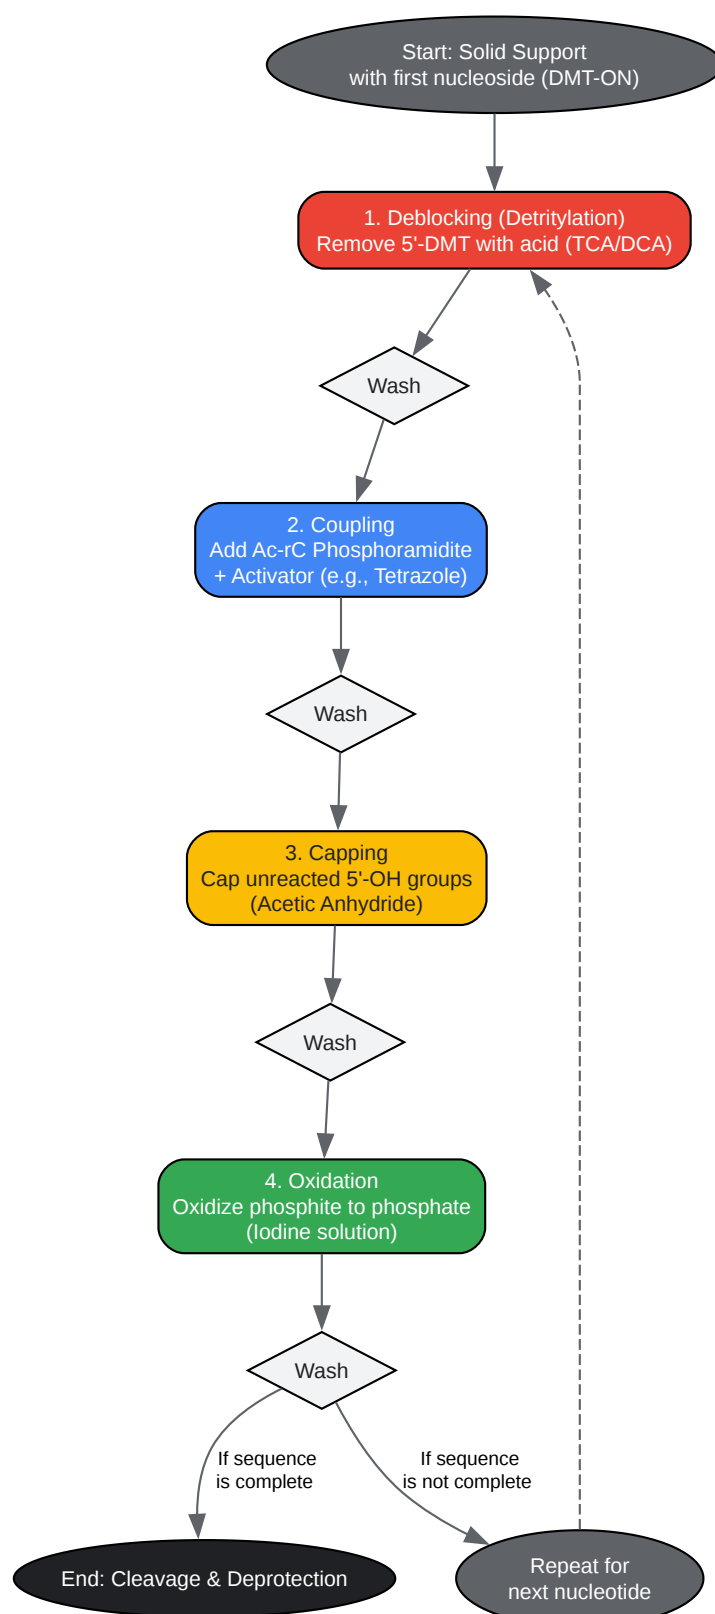 Start: Solid Support
with first nucleoside (DMT-ON)
1. Deblocking (Detritylation)
Remove 5'-DMT with acid (TCA/DCA)
Wash
2. Coupling
Add Ac-rC Phosphoramidite
+ Activator (e.g., Tetrazole)
Wash
3. Capping
Cap unreacted 5'-OH groups
(Acetic Anhydride)
Wash
4. Oxidation
Oxidize phosphite to phosphate
(Iodine solution)
Wash
If sequence
is complete
If sequence
is not complete
End: Cleavage & Deprotection
Repeat for
next nucleotide